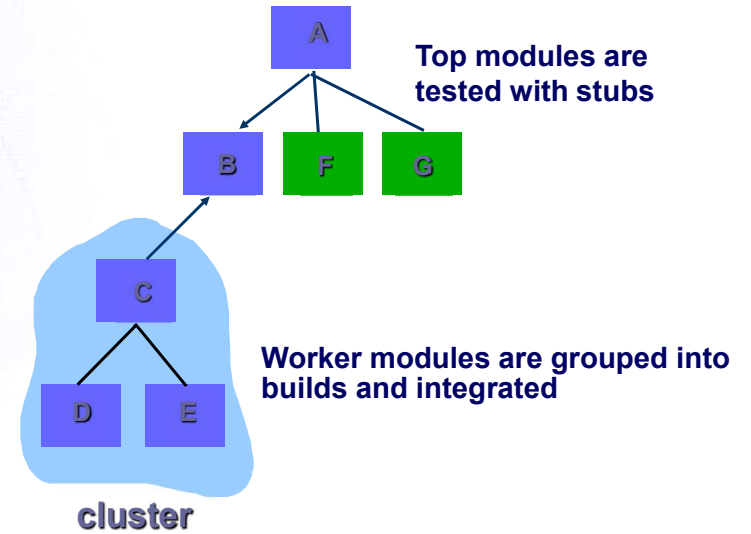 A
Top modules are
tested with stubs
B F G
C
Worker modules are grouped into
builds and integrated
D E
cluster